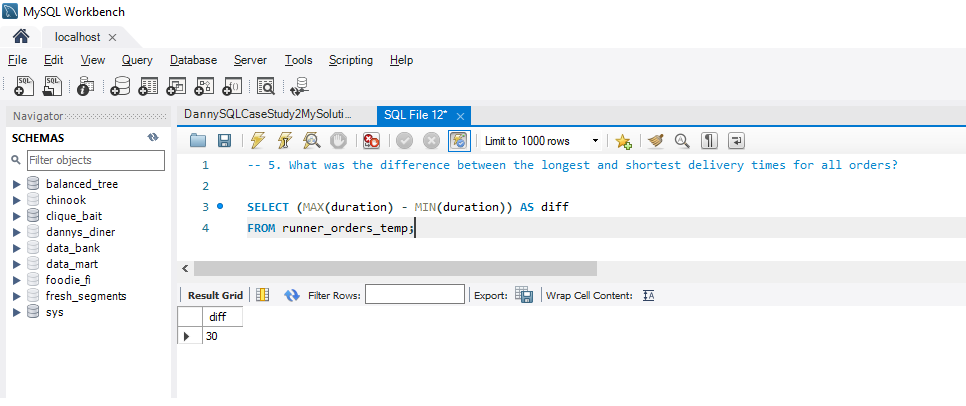 MySQL Workbench
localhost
File Edit View Query Database Server Tools Scripting Help
Navigator
SCHEMAS
Filter objects
balanced_tree
chinook
clique_bait
dannys_diner
data_bank
data_mart
foodie_fi
fresh_segments
sys
DannySQLCaseStudy2MySoluti... SQL File 12*
Limit to 1000 rows
1 -- 5. What was the difference between the longest and shortest delivery times for all orders?
2
3 SELECT (MAX(duration) - MIN(duration)) AS diff
4 FROM runner_orders_temp;
Result Grid Filter Rows: Export: Wrap Cell Content:
diff
30